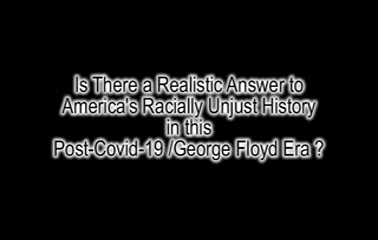 Is There a Realistic Answer to
America's Racially Unjust History
in this
Post-Covid-19 /George Floyd Era ?